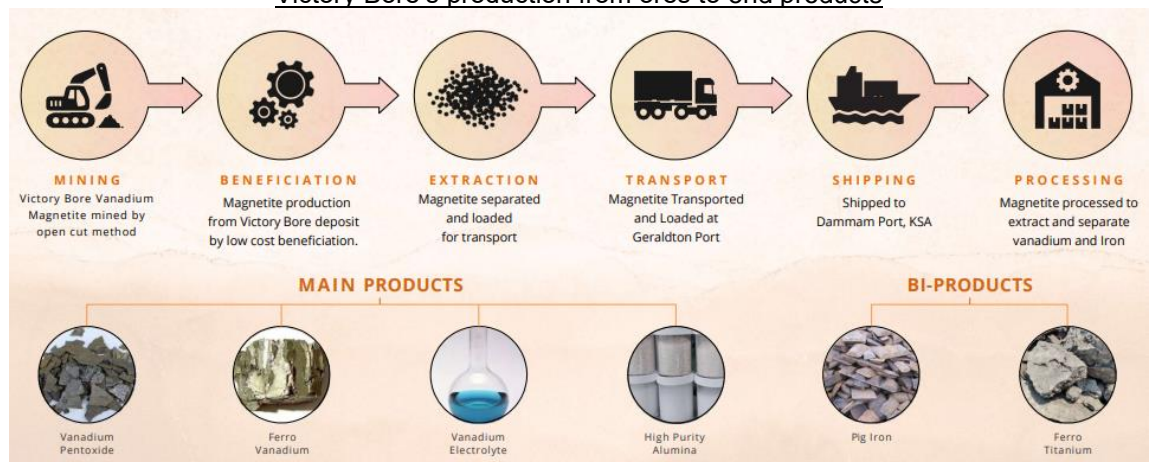 Victory Bore's production from ores to end products
MINING
Victory Bore Vanadium
Magnetite mined by
open cut method
BENEFICIATION
Magnetite production
from Victory Bore deposit
by low cost beneficiation.
EXTRACTION
Magnetite separated
and loaded
for transport
TRANSPORT
Magnetite Transported
and Loaded at
Geraldton Port
SHIPPING
Shipped to
Dammam Port, KSA
PROCESSING
Magnetite processed to
extract and separate
vanadium and Iron
MAIN PRODUCTS
BI-PRODUCTS
Vanadium
Pentoxide
Ferro
Vanadium
Vanadium
Electrolyte
High Purity
Alumina
Pig Iron
Ferro
Titanium